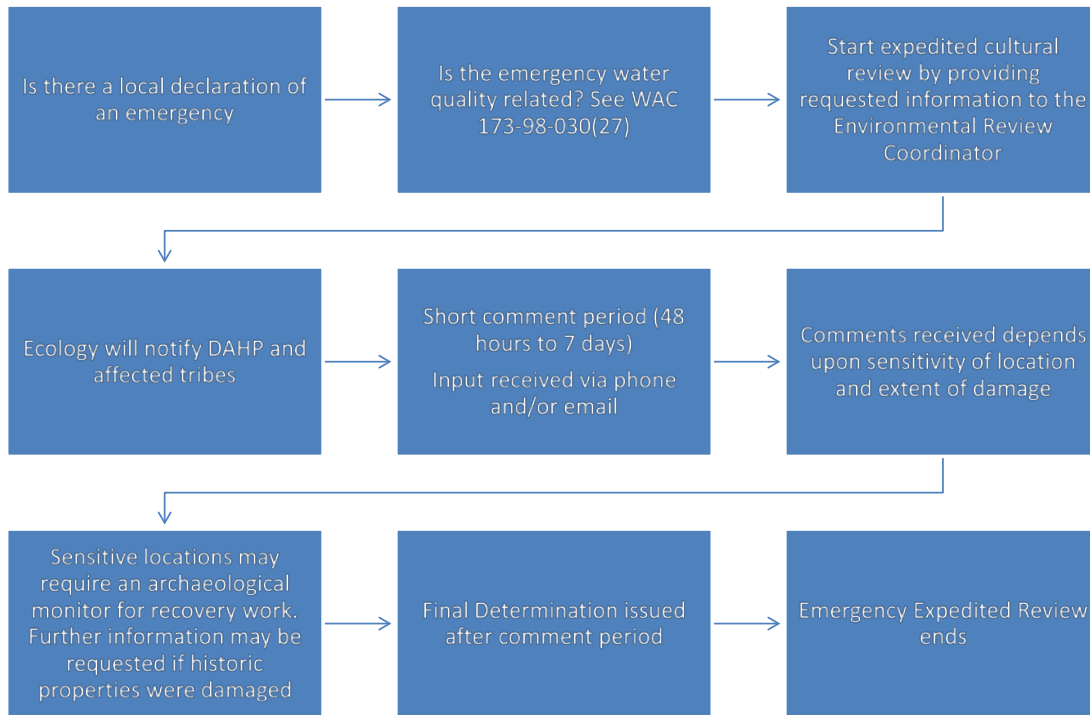 Is there a local declaration of
an emergency
Is the emergency water
quality related? See WAC
173-98-030(27)
Start expedited cultural
review by providing
requested information to the
Environmental Review
Coordinator
Ecology will notify DAHP and
affected tribes
Short comment period (48
hours to 7 days)
Input received via phone
and/or email
Comments received depends
upon sensitivity of location
and extent of damage
Sensitive locations may
require an archaeological
monitor for recovery work.
Further information may be
requested if historic
properties were damaged
Final Determination issued
after comment period
Emergency Expedited Review
ends